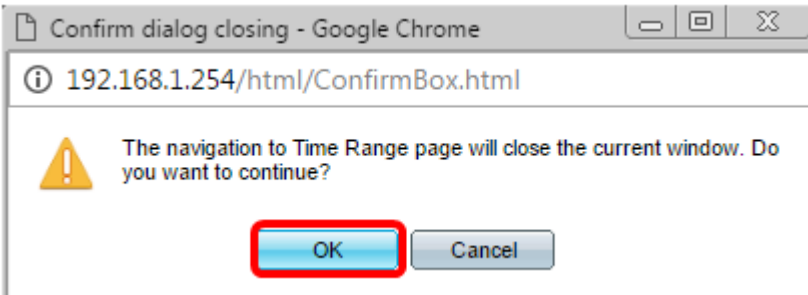 Confirm dialog closing - Google Chrome
192.168.1.254/html/ConfirmBox.html
The navigation to Time Range page will close the current window. Do
you want to continue?
OK Cancel